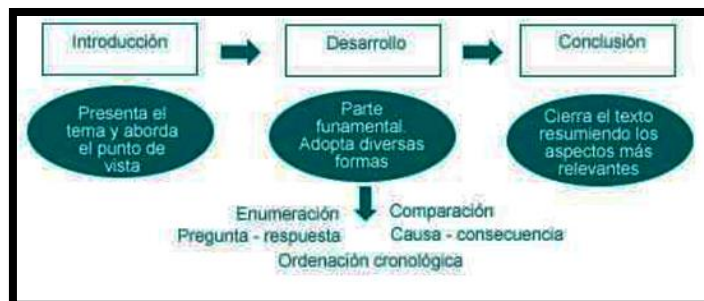 Introducción
Desarrollo
Conclusión
Presenta el
tema y aborda
el punto de
vista
Parte
funamental.
Adopta diversas
formas
Cierra el texto
resumiendo los
aspectos más
relevantes
Enumeración
Comparación
Pregunta - respuesta
Causa - consecuencia
Ordenación cronológica